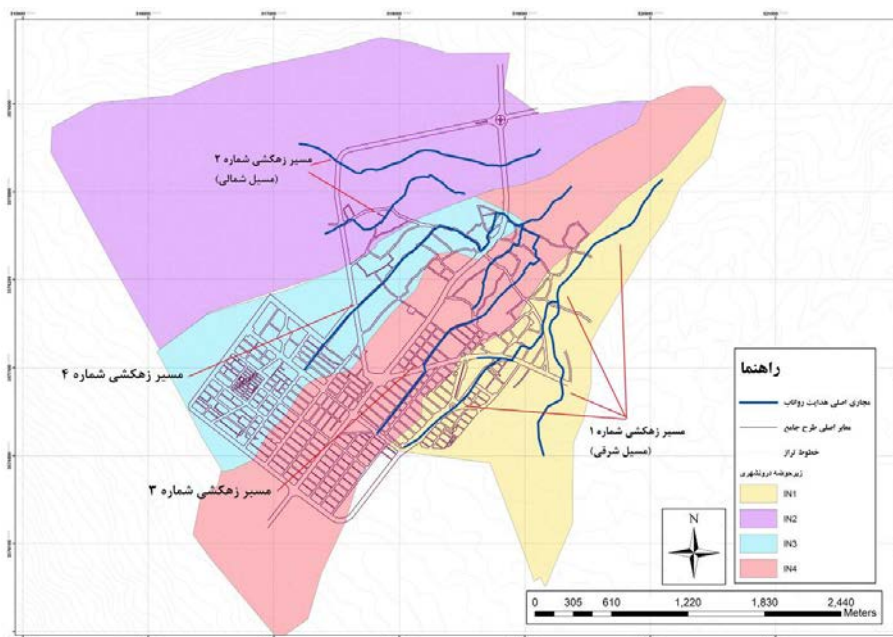 مسیر زهکشی شماره ۲
(مسیل شمالی)
مسیر زهکشی شماره ۴
مسیر زهکشی شماره ۳
مسیر زهکشی شماره ۱
(مسیل شرقی)
راهنما
مجاری اصلی هدایت رواناب
معابر اصلی طرح جامع
خطوط تراز
زیرحوضه درونشهری
IN1
IN2
IN3
IN4
N
0 305 610 1,220 1,830 2,440
Meters